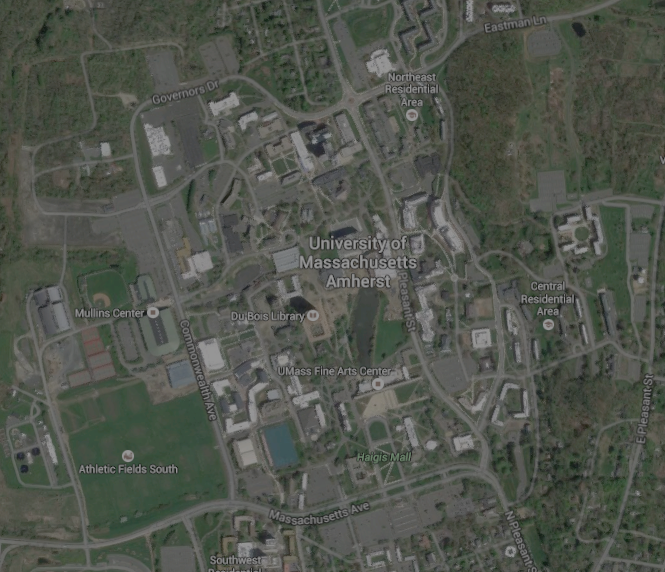 Eastman Ln
Governors Dr
Northeast
Residential
Area
University of
Massachusetts
Amherst
Pleasant St
Central
Residential
Area
Mullins Center
Du Bois Library
Commonwealth Ave
UMass Fine Arts Center
E Pleasant St
Haigis Mall
Athletic Fields South
Massachusetts Ave
N Pleasant St
Southwest
Residential